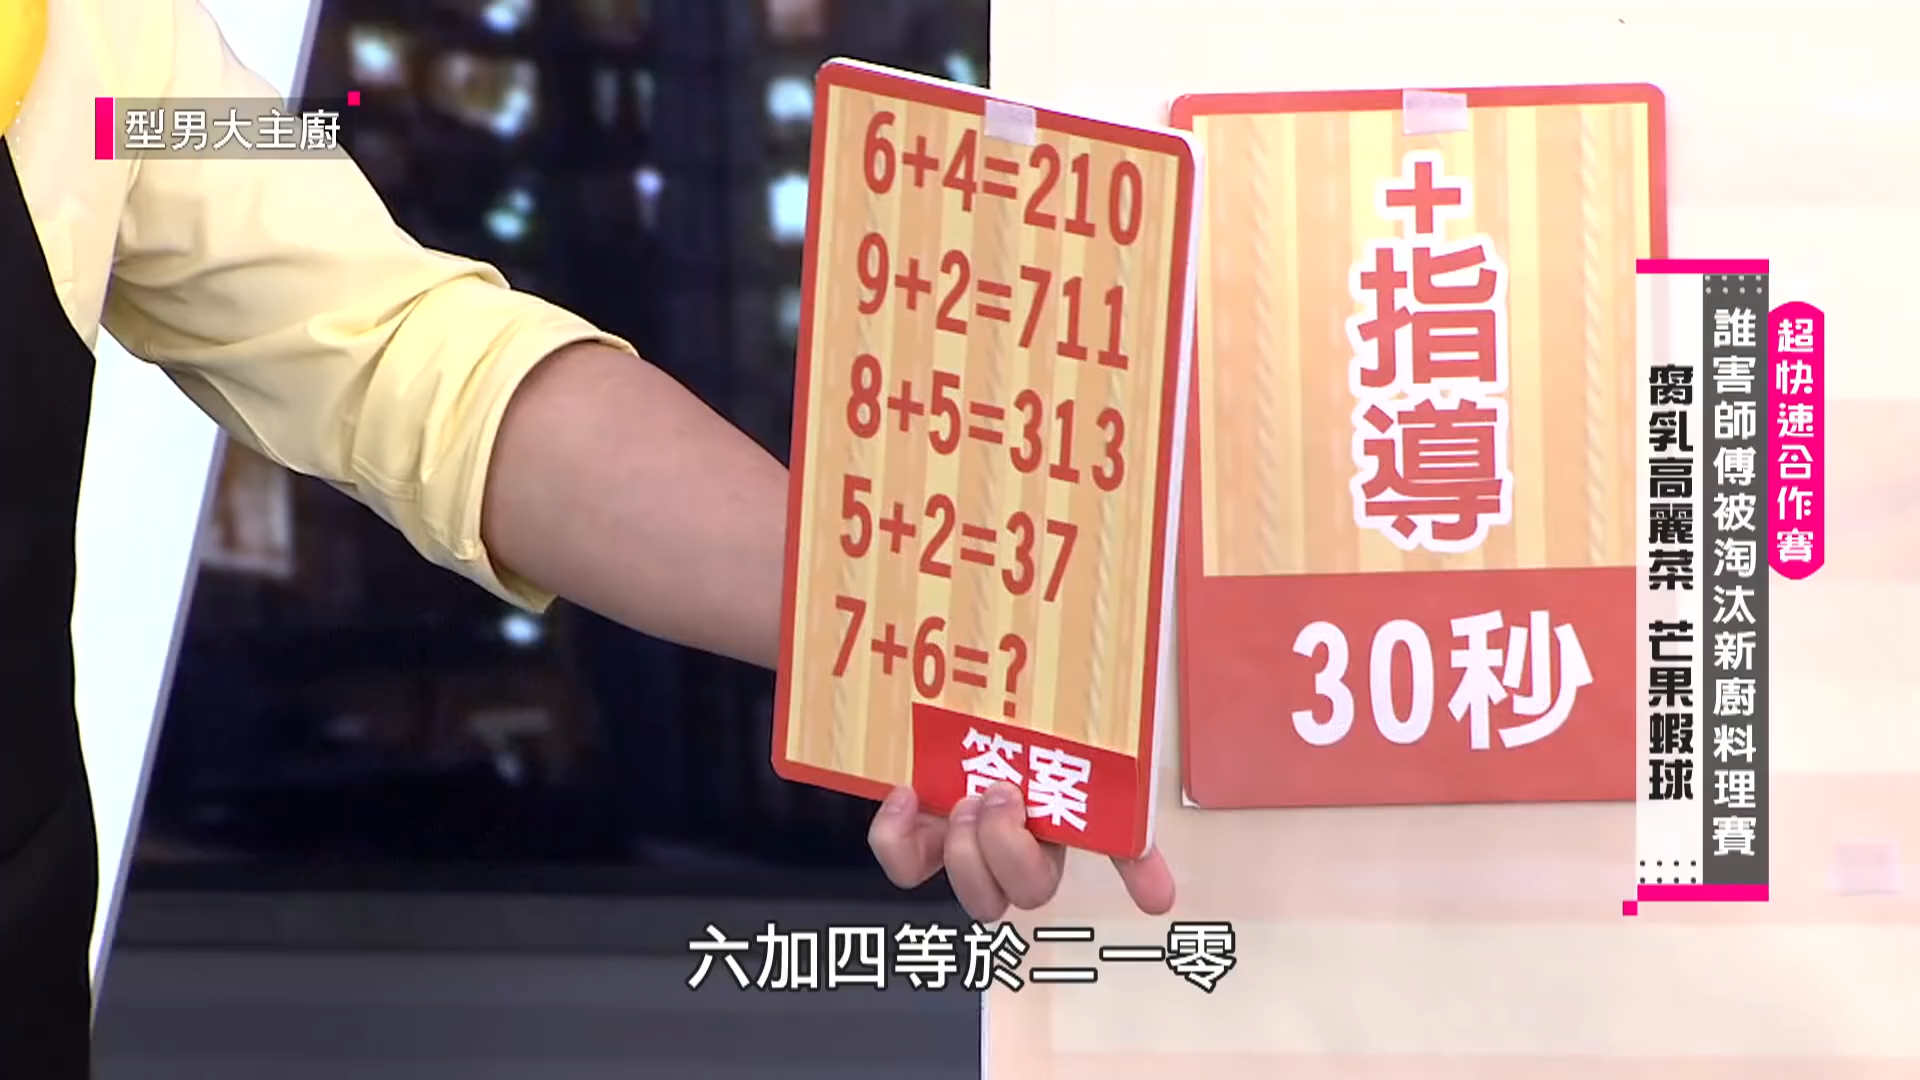 型男大主廚
6+4=210
9+2=711
8+5=313
5+2=37
7+6=?
答案
+
指導
30秒
超快速合作賽
誰害師傅被淘汰新廚料理賽
腐乳高麗菜 芒果蝦球
六加四等於二一零